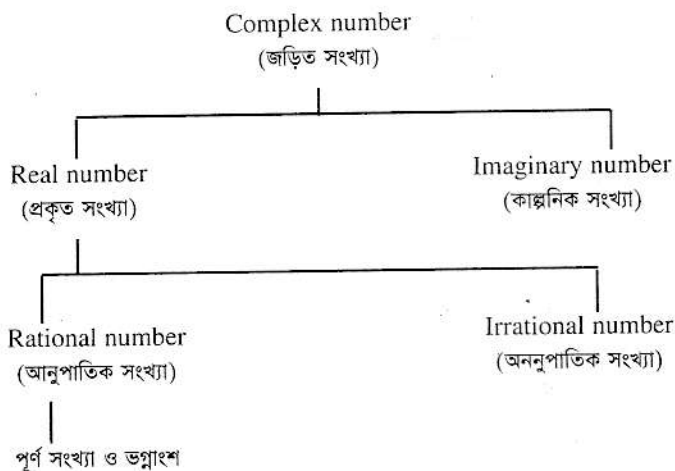 Complex number
(জড়িত সংখ্যা)
Real number
(প্রকৃত সংখ্যা)
Imaginary number
(কাল্পনিক সংখ্যা)
Rational number
(আনুপাতিক সংখ্যা)
Irrational number
(অননুপাতিক সংখ্যা)
পূর্ণ সংখ্যা ও ভগ্নাংশ